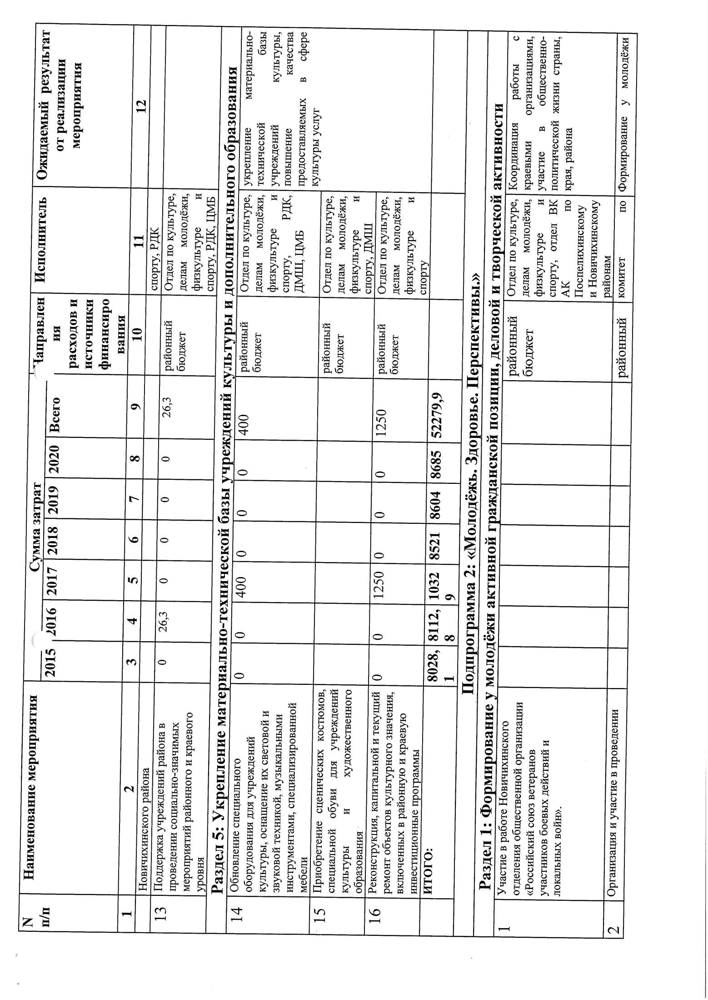 N
п/п
Наименование мероприятия
Сумма затрат
2015
2016
2017
2018
2019
2020
Всего
Направлен
ия
расходов и
источники
финансиро
вания
Исполнитель
Ожидаемый результат
от реализации
мероприятия
1
2
3
4
5
6
7
8
9
10
11
12
Новичихинского района
спорту, РДК
13
Поддержка учреждений района в
проведении социально-значимых
мероприятий районного и краевого
уровня
0
26,3
0
0
0
0
26,3
районный
бюджет
Отдел по культуре,
делам молодёжи,
физкультуре и
спорту, РДК, ЦМБ
Раздел 5: Укрепление материально-технической базы учреждений культуры и дополнительного образования
14
Обновление специального
оборудования для учреждений
культуры, оснащение их световой и
звуковой техникой, музыкальными
инструментами, специализированной
мебели
0
0
400
0
0
0
400
районный
бюджет
Отдел по культуре,
делам молодёжи,
физкультуре и
спорту, РДК,
ДМШ, ЦМБ
укрепление материально-
технической базы
учреждений культуры,
повышение качества
предоставляемых в сфере
культуры услуг
15
Приобретение сценических костюмов,
специальной обуви для учреждений
культуры и художественного
образования
районный
бюджет
Отдел по культуре,
делам молодёжи,
физкультуре и
спорту, ДМШ
16
Реконструкция, капитальной и текущий
ремонт объектов культурного значения,
включенных в районную и краевую
инвестиционные программы
0
0
1250
0
0
0
1250
районный
бюджет
Отдел по культуре,
делам молодёжи,
физкультуре и
спорту
ИТОГО:
8028,
1
8112,
8
1032
9
8521
8604
8685
52279,9
Подпрограмма 2: «Молодёжь. Здоровье. Перспективы.»
Раздел 1: Формирование у молодёжи активной гражданской позиции, деловой и творческой активности
1
Участие в работе Новичихинского
отделения общественной организации
«Российский союз ветеранов
участников боевых действий и
локальных войн».
районный
бюджет
Отдел по культуре,
делам молодёжи,
физкультуре и
спорту, отдел ВК
АК по
Поспелихинскому
и Новичихинскому
районам
Координация работы с
краевыми организациями,
участие в общественно-
политической жизни страны,
края, района
2
Организация и участие в проведении
районный
комитет по
Формирование у молодёжи